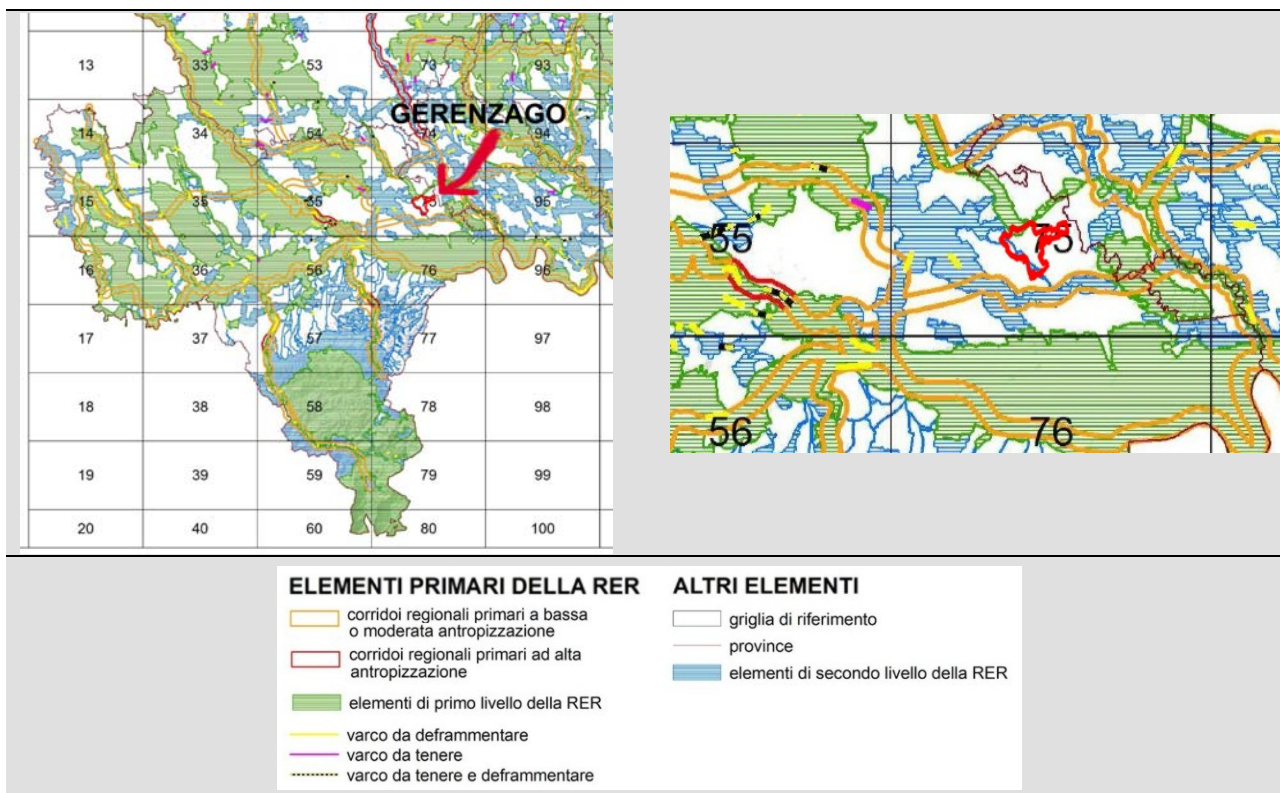 13 33 53 73 93
GERENZAGO
14 34 54 74 94
15 35 55 95
16 36 56 76 96
17 37 57 77 97
18 38 58 78 98
19 39 59 79 99
20 40 60 80 100
55 75
56 76
ELEMENTI PRIMARI DELLA RER
corridoi regionali primari a bassa
o moderata antropizzazione
corridoi regionali primari ad alta
antropizzazione
elementi di primo livello della RER
varco da deframmentare
varco da tenere
varco da tenere e deframmentare
ALTRI ELEMENTI
griglia di riferimento
province
elementi di secondo livello della RER